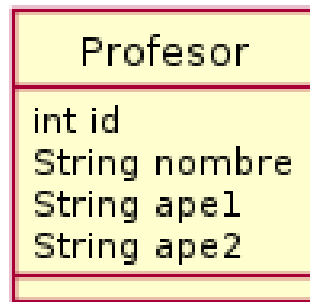 Profesor
int id
String nombre
String ape1
String ape2